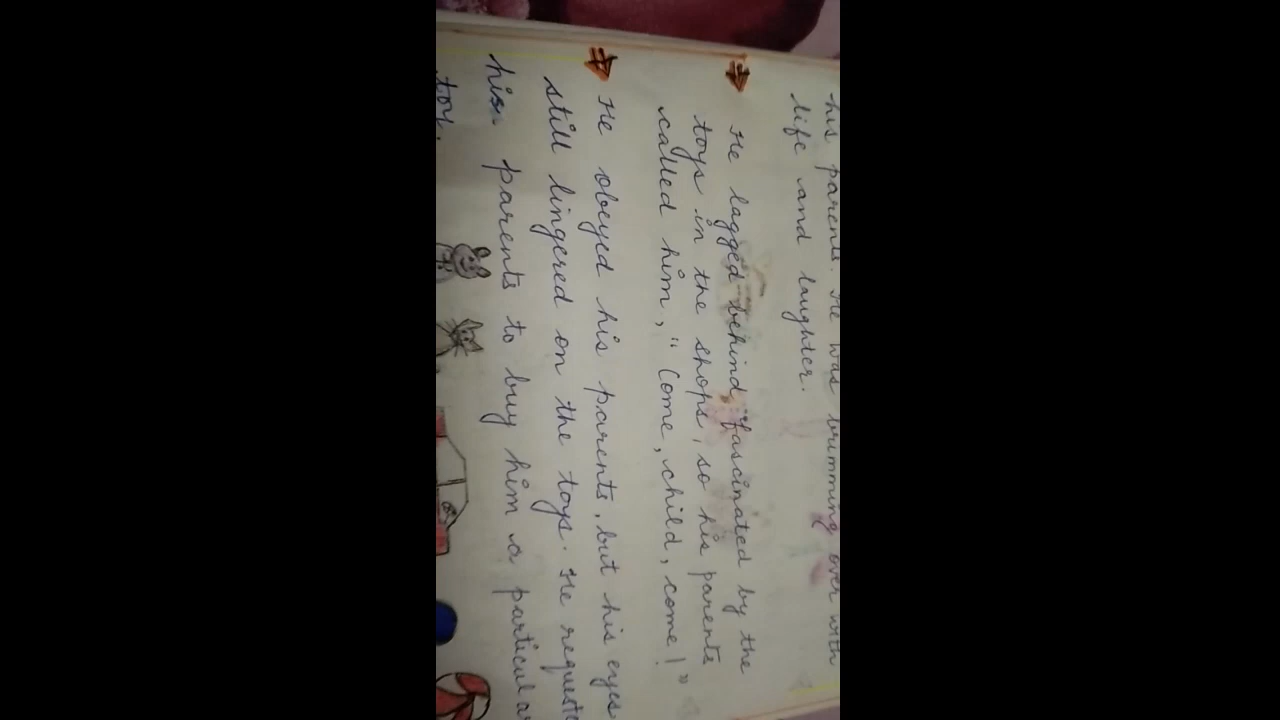 his parents. He was brimming over with
life and laughter.
He lagged behind, fascinated by the
toys in the shops, so his parents
called him, "Come, child, come!"
He obeyed his parents, but his eyes
still lingered on the toys. He requeste
his parents to buy him a particular
toy.